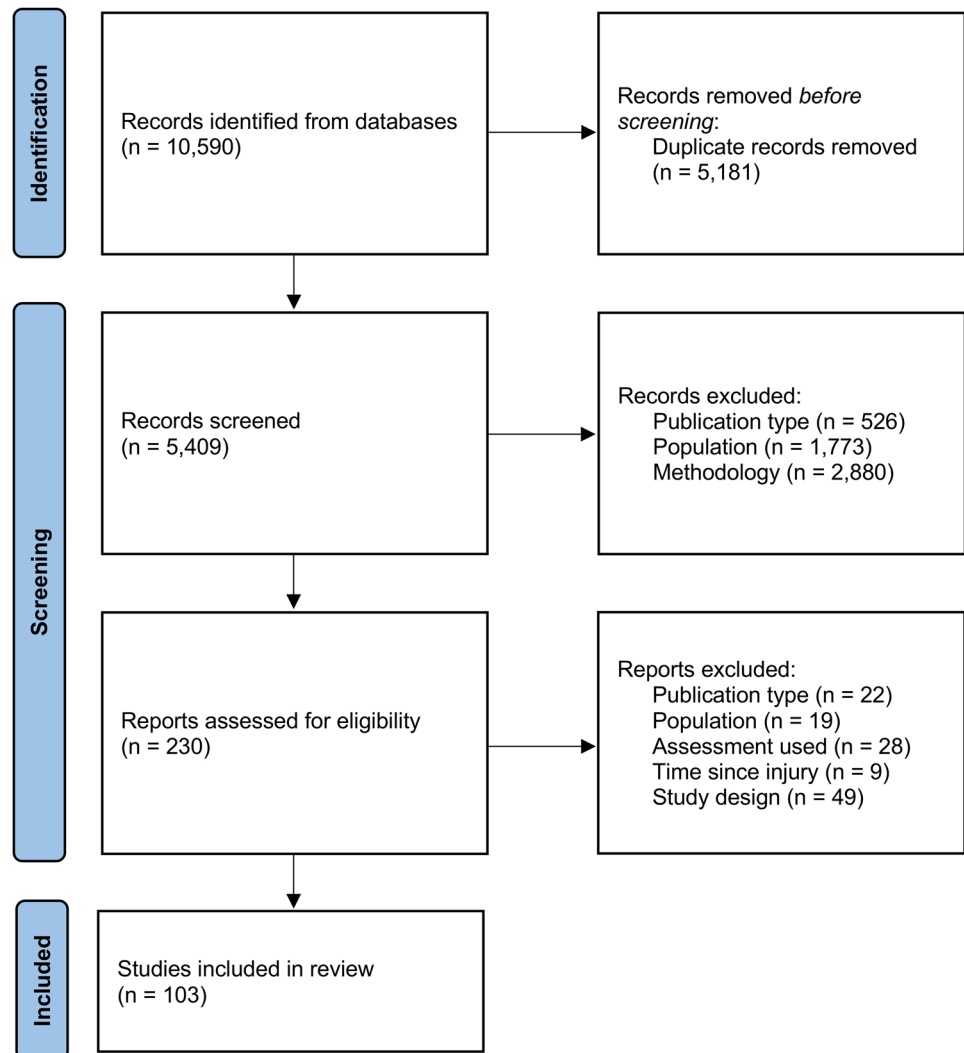 Identification
Records identified from databases
(n = 10,590)
Records removed before
screening:
Duplicate records removed
(n = 5,181)
Screening
Records screened
(n = 5,409)
Records excluded:
Publication type (n = 526)
Population (n = 1,773)
Methodology (n = 2,880)
Reports assessed for eligibility
(n = 230)
Reports excluded:
Publication type (n = 22)
Population (n = 19)
Assessment used (n = 28)
Time since injury (n = 9)
Study design (n = 49)
Included
Studies included in review
(n = 103)